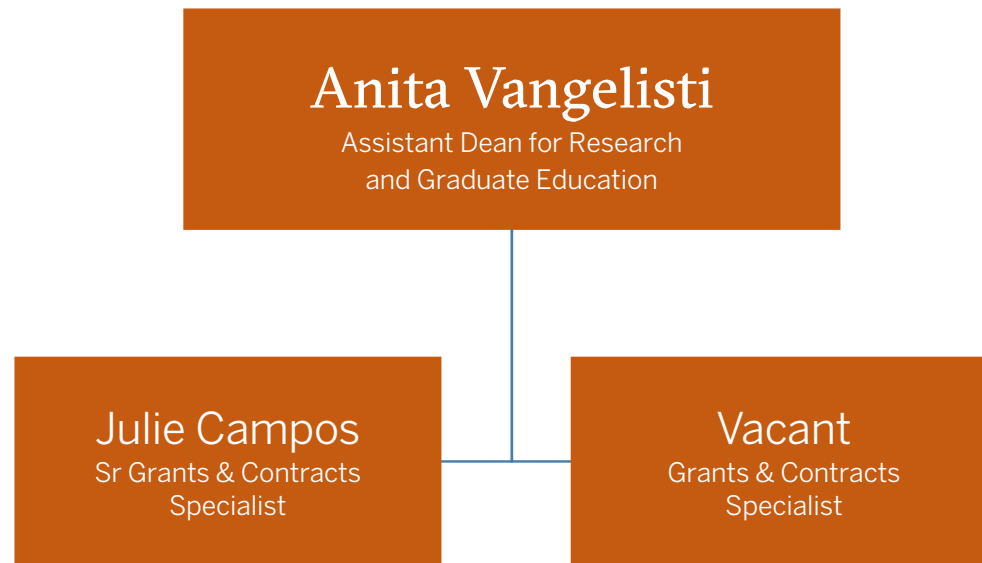 Anita Vangelisti
Assistant Dean for Research
and Graduate Education
Julie Campos
Sr Grants & Contracts
Specialist
Vacant
Grants & Contracts
Specialist